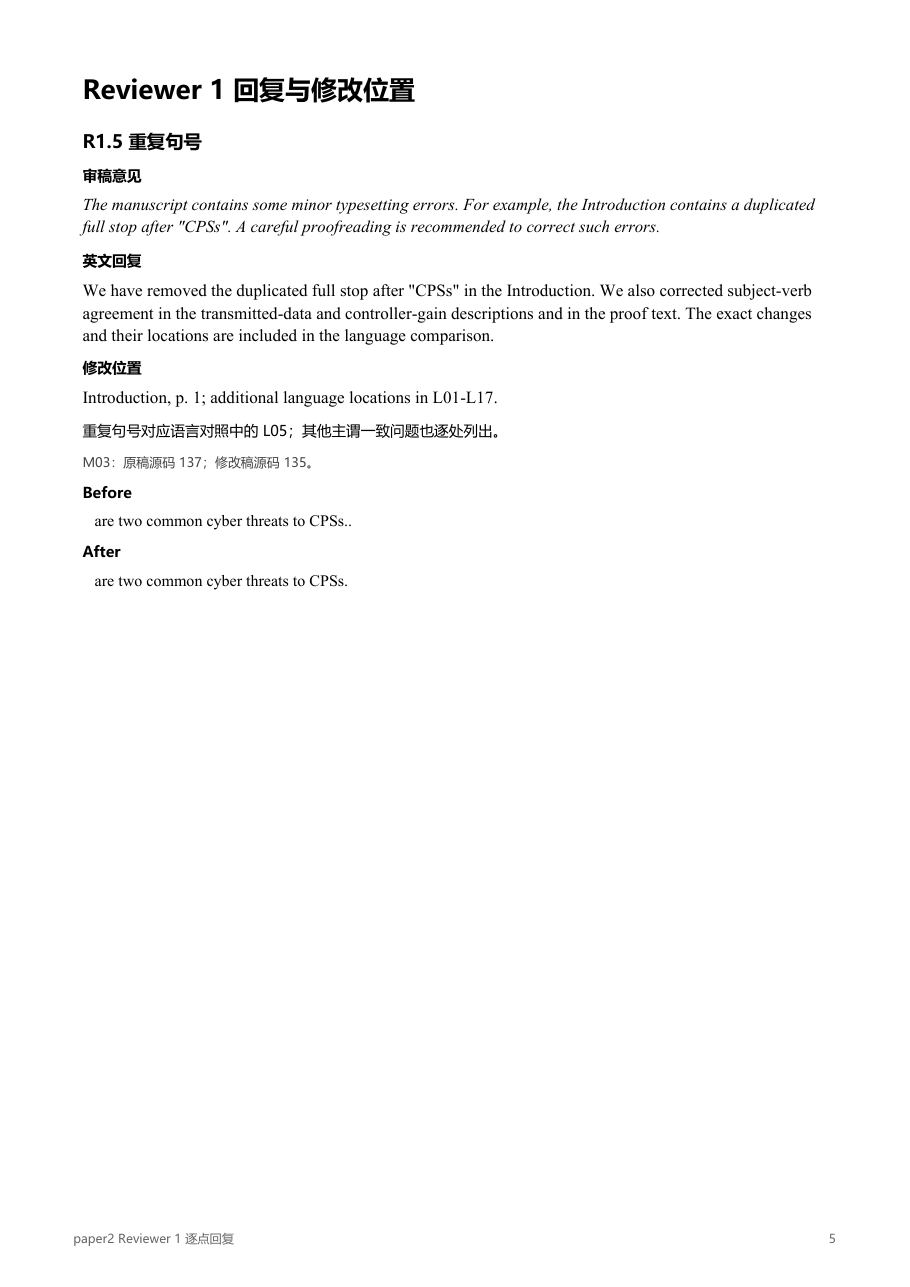 Reviewer 1 回复与修改位置
R1.5 重复句号
审稿意见
The manuscript contains some minor typesetting errors. For example, the Introduction contains a duplicated
full stop after "CPSs". A careful proofreading is recommended to correct such errors.
英文回复
We have removed the duplicated full stop after "CPSs" in the Introduction. We also corrected subject-verb
agreement in the transmitted-data and controller-gain descriptions and in the proof text. The exact changes
and their locations are included in the language comparison.
修改位置
Introduction, p. 1; additional language locations in L01-L17.
重复句号对应语言对照中的 L05；其他主谓一致问题也逐处列出。
M03：原稿源码 137；修改稿源码 135。
Before
are two common cyber threats to CPSs..
After
are two common cyber threats to CPSs.
paper2 Reviewer 1 逐点回复
5